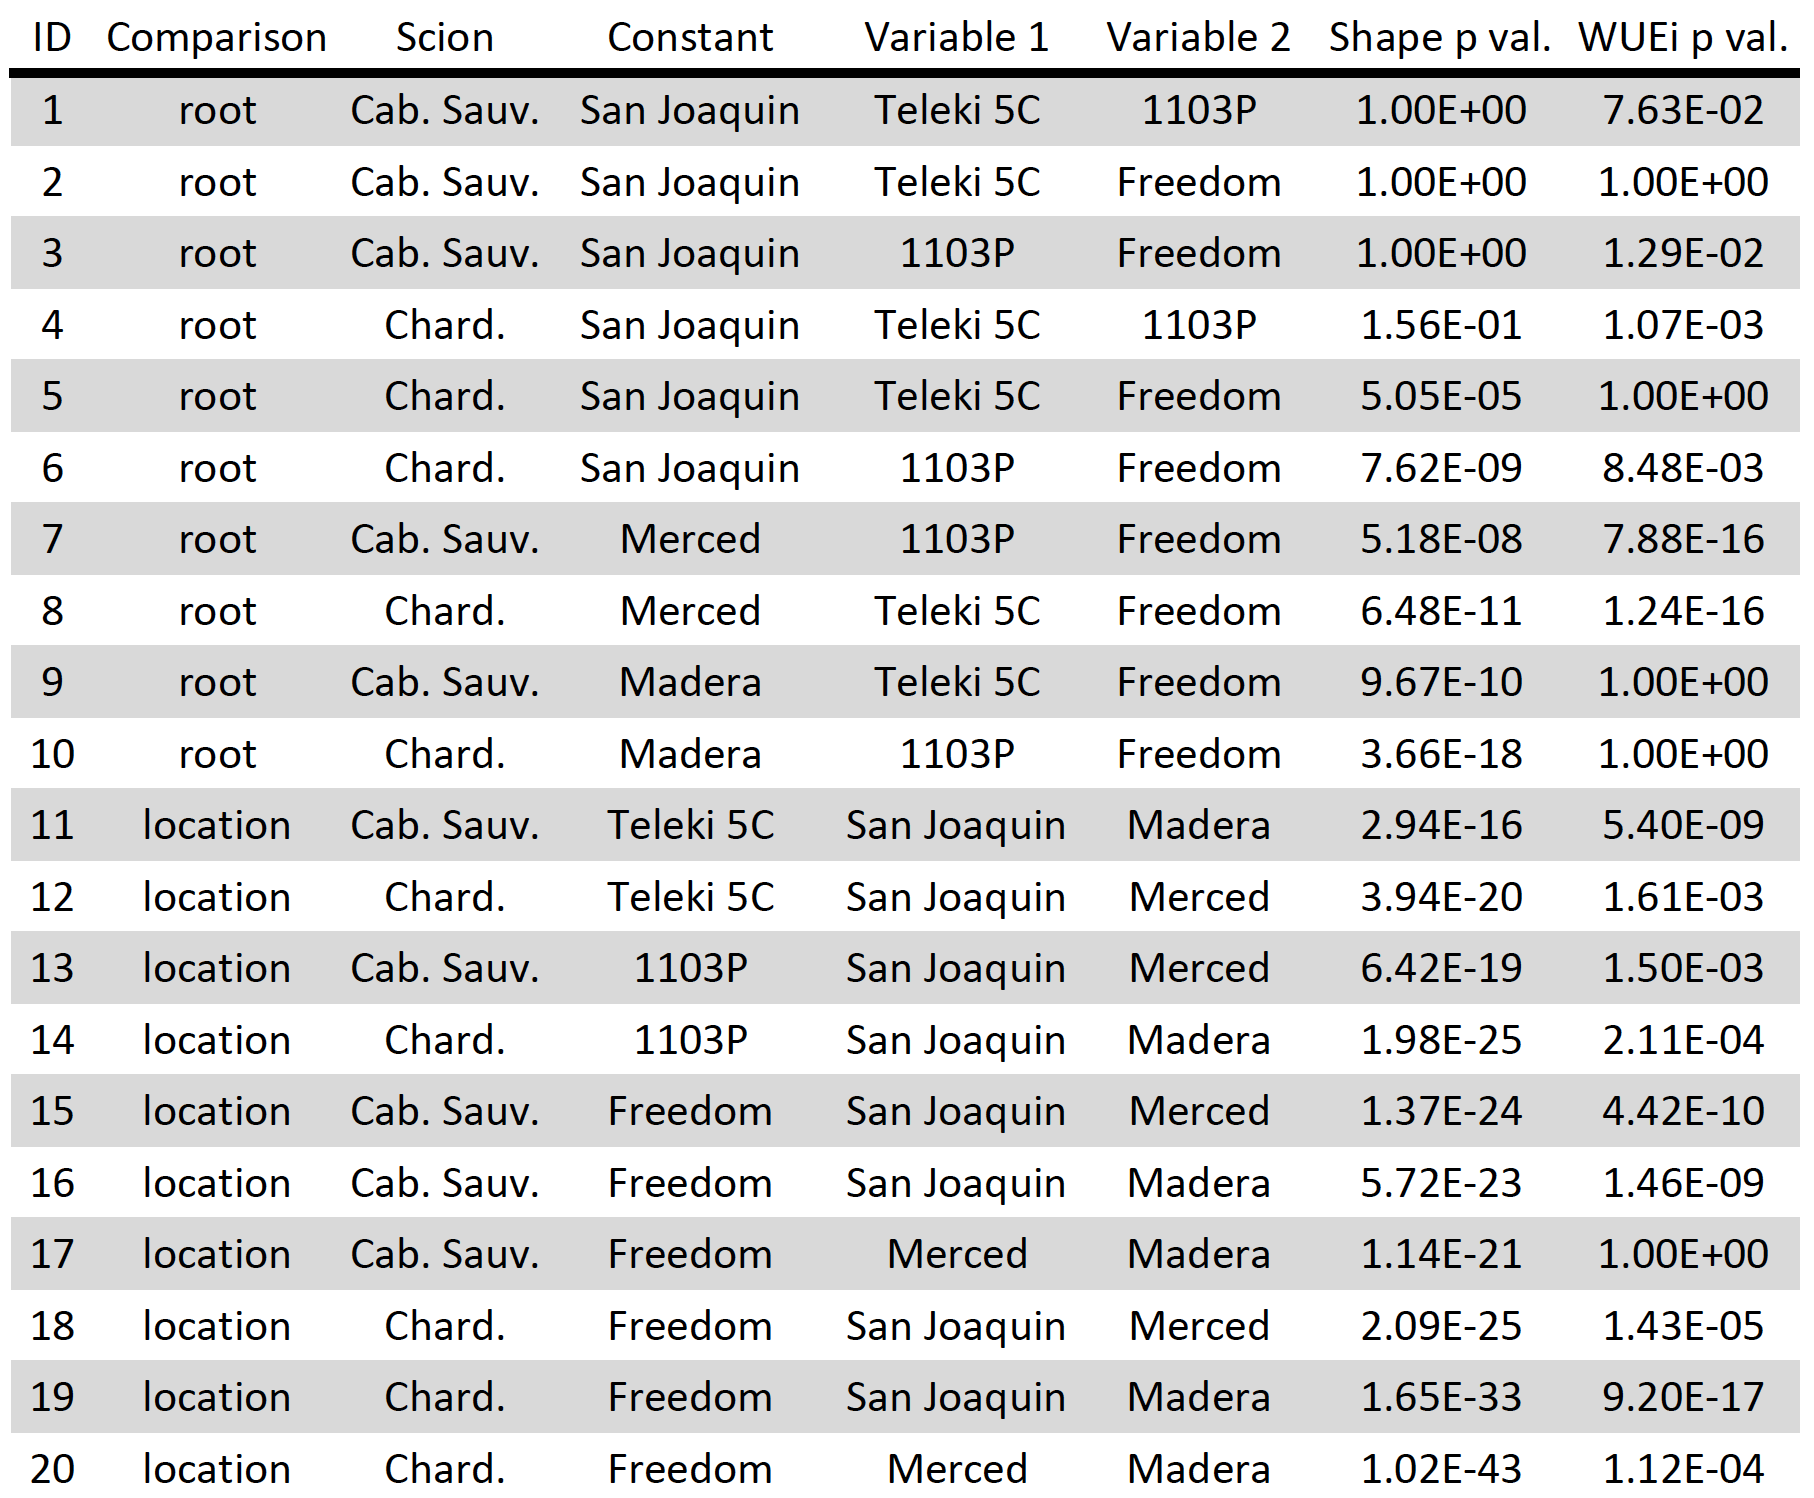 ID Comparison Scion Constant Variable 1 Variable 2 Shape p val. WUEi p val.
1 root Cab. Sauv. San Joaquin Teleki 5C 1103P 1.00E+00 7.63E-02
2 root Cab. Sauv. San Joaquin Teleki 5C Freedom 1.00E+00 1.00E+00
3 root Cab. Sauv. San Joaquin 1103P Freedom 1.00E+00 1.29E-02
4 root Chard. San Joaquin Teleki 5C 1103P 1.56E-01 1.07E-03
5 root Chard. San Joaquin Teleki 5C Freedom 5.05E-05 1.00E+00
6 root Chard. San Joaquin 1103P Freedom 7.62E-09 8.48E-03
7 root Cab. Sauv. Merced 1103P Freedom 5.18E-08 7.88E-16
8 root Chard. Merced Teleki 5C Freedom 6.48E-11 1.24E-16
9 root Cab. Sauv. Madera Teleki 5C Freedom 9.67E-10 1.00E+00
10 root Chard. Madera 1103P Freedom 3.66E-18 1.00E+00
11 location Cab. Sauv. Teleki 5C San Joaquin Madera 2.94E-16 5.40E-09
12 location Chard. Teleki 5C San Joaquin Merced 3.94E-20 1.61E-03
13 location Cab. Sauv. 1103P San Joaquin Merced 6.42E-19 1.50E-03
14 location Chard. 1103P San Joaquin Madera 1.98E-25 2.11E-04
15 location Cab. Sauv. Freedom San Joaquin Merced 1.37E-24 4.42E-10
16 location Cab. Sauv. Freedom San Joaquin Madera 5.72E-23 1.46E-09
17 location Cab. Sauv. Freedom Merced Madera 1.14E-21 1.00E+00
18 location Chard. Freedom San Joaquin Merced 2.09E-25 1.43E-05
19 location Chard. Freedom San Joaquin Madera 1.65E-33 9.20E-17
20 location Chard. Freedom Merced Madera 1.02E-43 1.12E-04